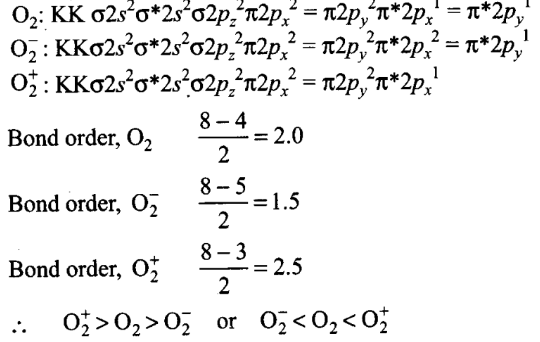 O₂: KK σ2s²σ*2s²σ2p_z²π2p_x² = π2p_y²π*2p_x¹ = π*2p_y¹
O₂⁻ : KKσ2s²σ*2s²σ2p_z²π2p_x² = π2p_y²π*2p_x² = π*2p_y¹
O₂⁺ : KKσ2s²σ*2s²σ2p_z²π2p_x² = π2p_y²π*2p_x¹
Bond order, O₂ (8 – 4)/2 = 2.0
Bond order, O₂⁻ (8 – 5)/2 = 1.5
Bond order, O₂⁺ (8 – 3)/2 = 2.5
∴ O₂⁺ > O₂ > O₂⁻ or O₂⁻ < O₂ < O₂⁺